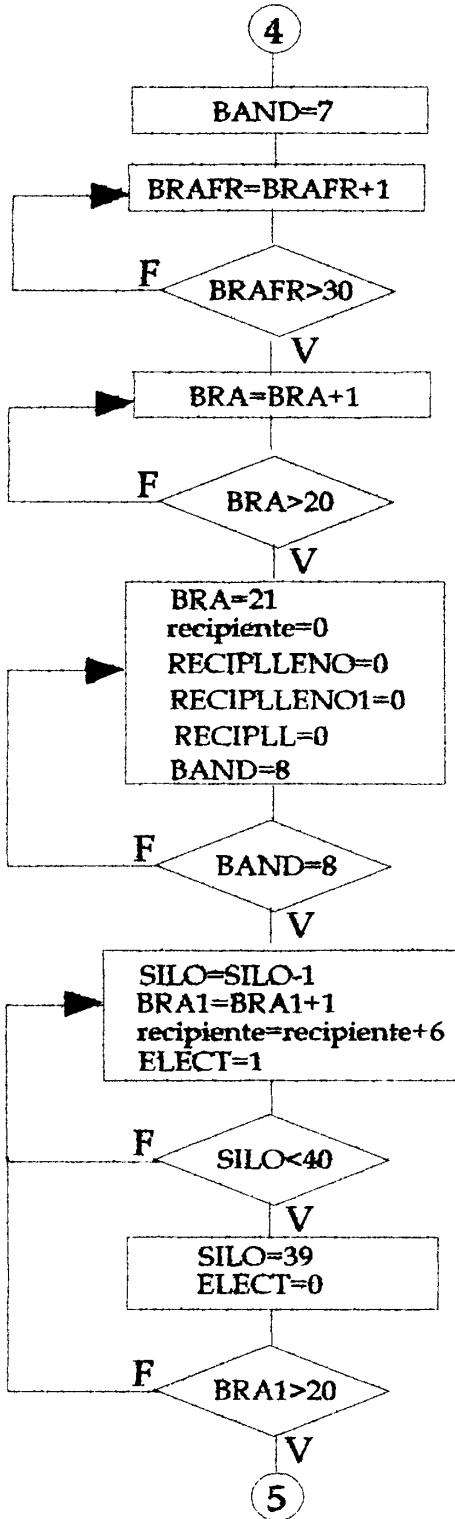 4
BAND=7
BRAFR=BRAFR+1
F
BRAFR>30
V
BRA=BRA+1
F
BRA>20
V
BRA=21
recipiente=0
RECIPLLENO=0
RECIPLLENO1=0
RECIPLL=0
BAND=8
F
BAND=8
V
SILO=SILO-1
BRA1=BRA1+1
recipiente=recipiente+6
ELECT=1
F
SILO<40
V
SILO=39
ELECT=0
F
BRA1>20
V
5